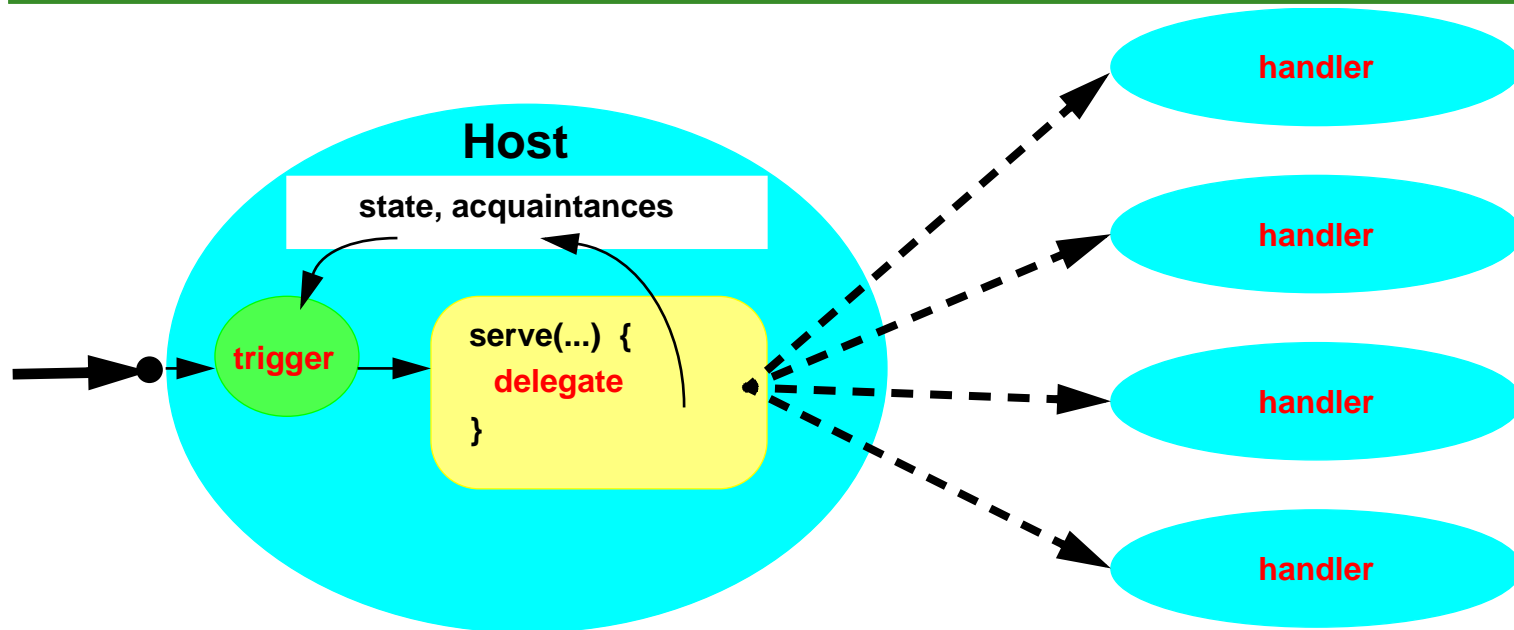 Host
state, acquaintances
trigger
serve(...) {
delegate
}
handler
handler
handler
handler